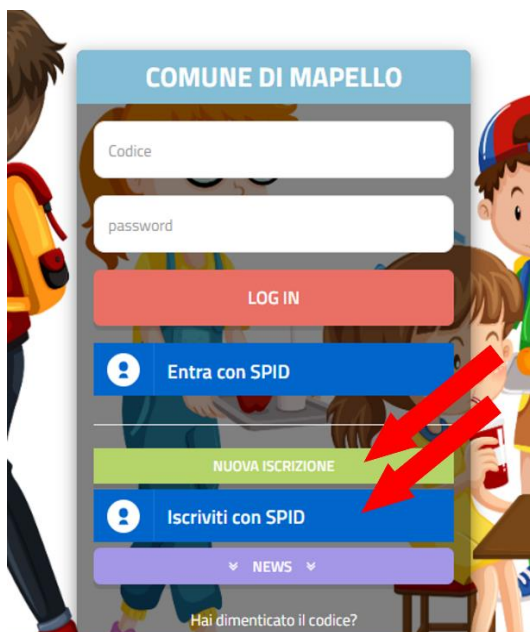 COMUNE DI MAPELLO
Codice
password
LOG IN
Entra con SPID
NUOVA ISCRIZIONE
Iscriviti con SPID
NEWS
Hai dimenticato il codice?